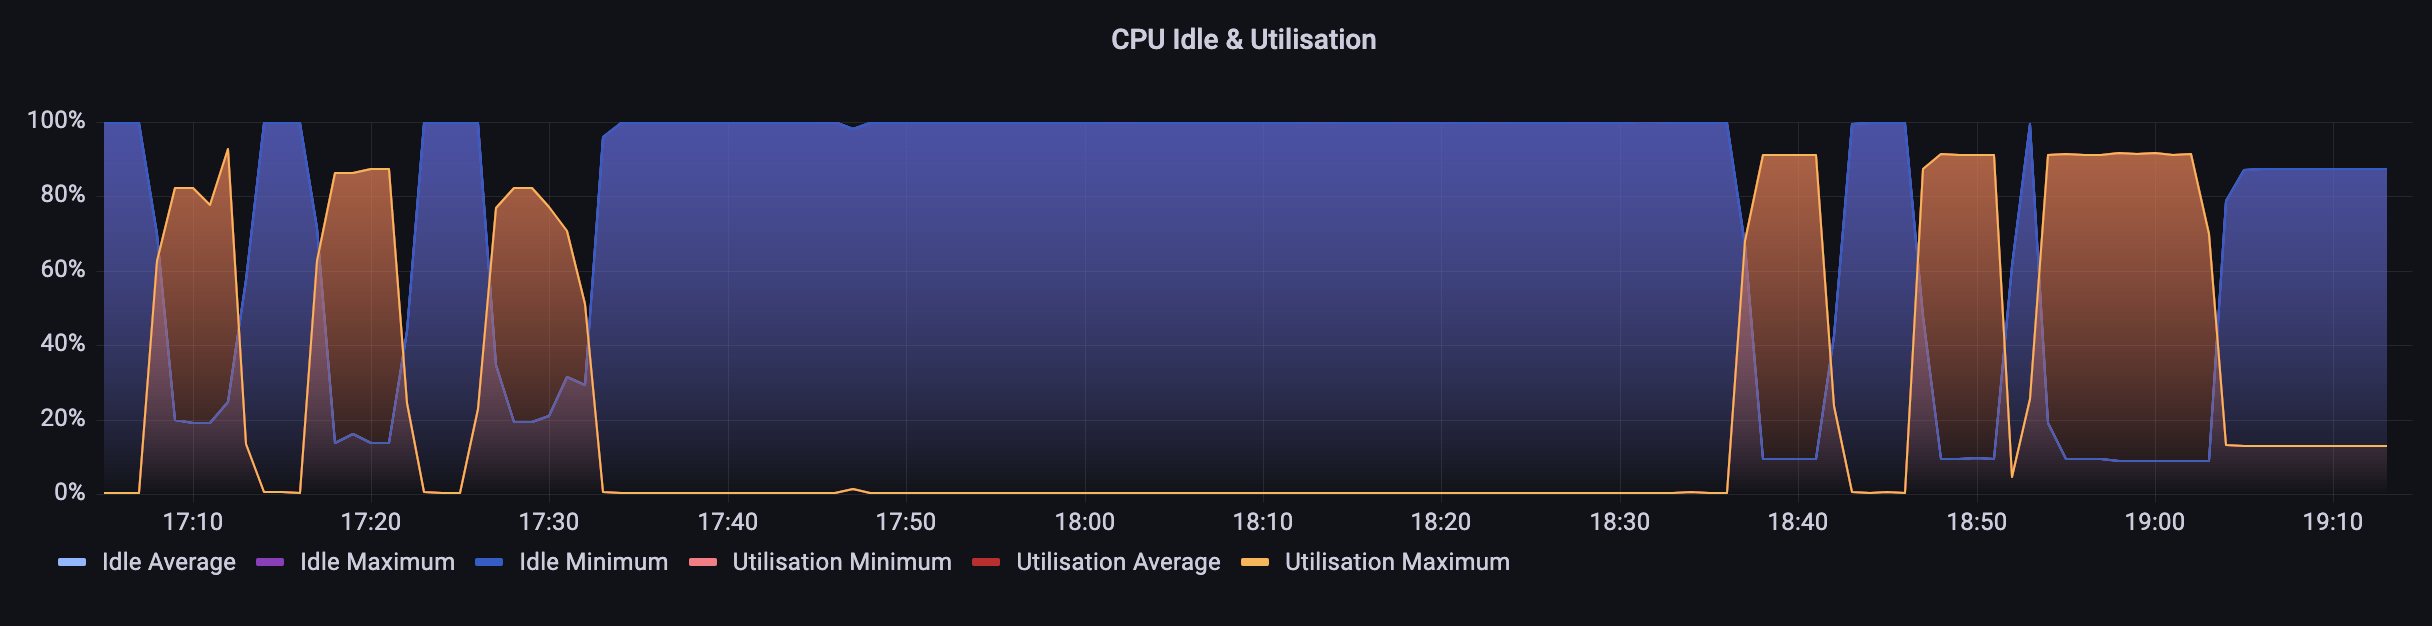 CPU Idle & Utilisation
100%
80%
60%
40%
20%
0%
17:10 17:20 17:30 17:40 17:50 18:00 18:10 18:20 18:30 18:40 18:50 19:00 19:10
Idle Average Idle Maximum Idle Minimum Utilisation Minimum Utilisation Average Utilisation Maximum